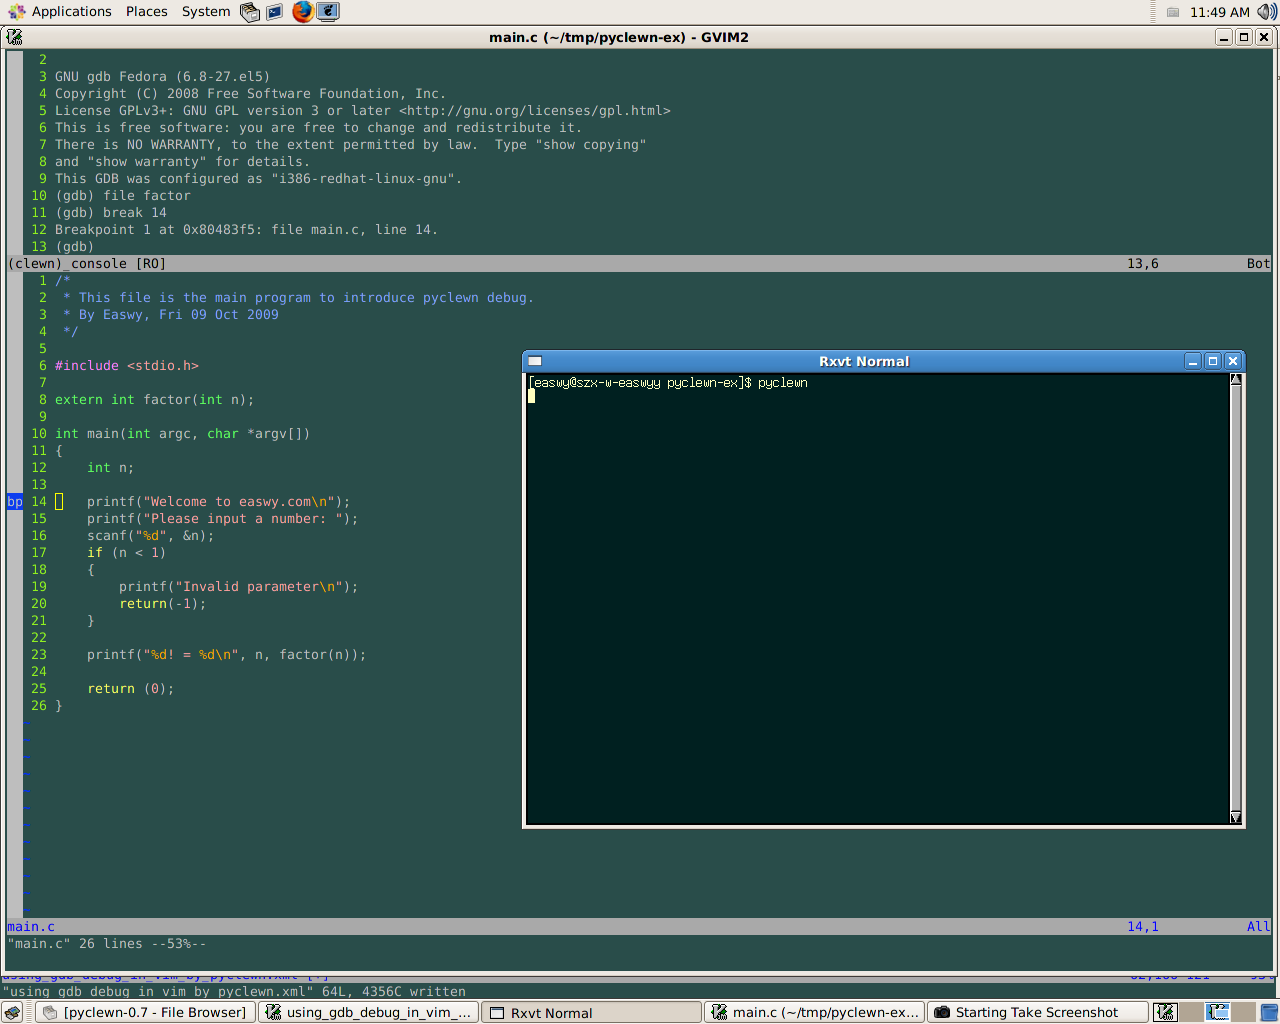 Applications Places System 11:49 AM
main.c (~/tmp/pyclewn-ex) - GVIM2
2
3 GNU gdb Fedora (6.8-27.el5)
4 Copyright (C) 2008 Free Software Foundation, Inc.
5 License GPLv3+: GNU GPL version 3 or later <http://gnu.org/licenses/gpl.html>
6 This is free software: you are free to change and redistribute it.
7 There is NO WARRANTY, to the extent permitted by law.  Type "show copying"
8 and "show warranty" for details.
9 This GDB was configured as "i386-redhat-linux-gnu".
10 (gdb) file factor
11 (gdb) break 14
12 Breakpoint 1 at 0x80483f5: file main.c, line 14.
13 (gdb)
(clewn)_console [RO] 13,6 Bot
1 /*
2  * This file is the main program to introduce pyclewn debug.
3  * By Easwy, Fri 09 Oct 2009
4  */
5
6 #include <stdio.h>
7
8 extern int factor(int n);
9
10 int main(int argc, char *argv[])
11 {
12     int n;
13
bp 14     printf("Welcome to easwy.com\n");
15     printf("Please input a number: ");
16     scanf("%d", &n);
17     if (n < 1)
18     {
19         printf("Invalid parameter\n");
20         return(-1);
21     }
22
23     printf("%d! = %d\n", n, factor(n));
24
25     return (0);
26 }
~
~
~
~
~
~
~
~
~
~
~
~
Rxvt Normal
[easwy@szx-w-easwyy pyclewn-ex]$ pyclewn
main.c 14,1 All
"main.c" 26 lines --53%--
"using_gdb_debug_in_vim_by_pyclewn.xml" 64L, 4356C written
[pyclewn-0.7 - File Browser] using_gdb_debug_in_vim_... Rxvt Normal main.c (~/tmp/pyclewn-ex... Starting Take Screenshot